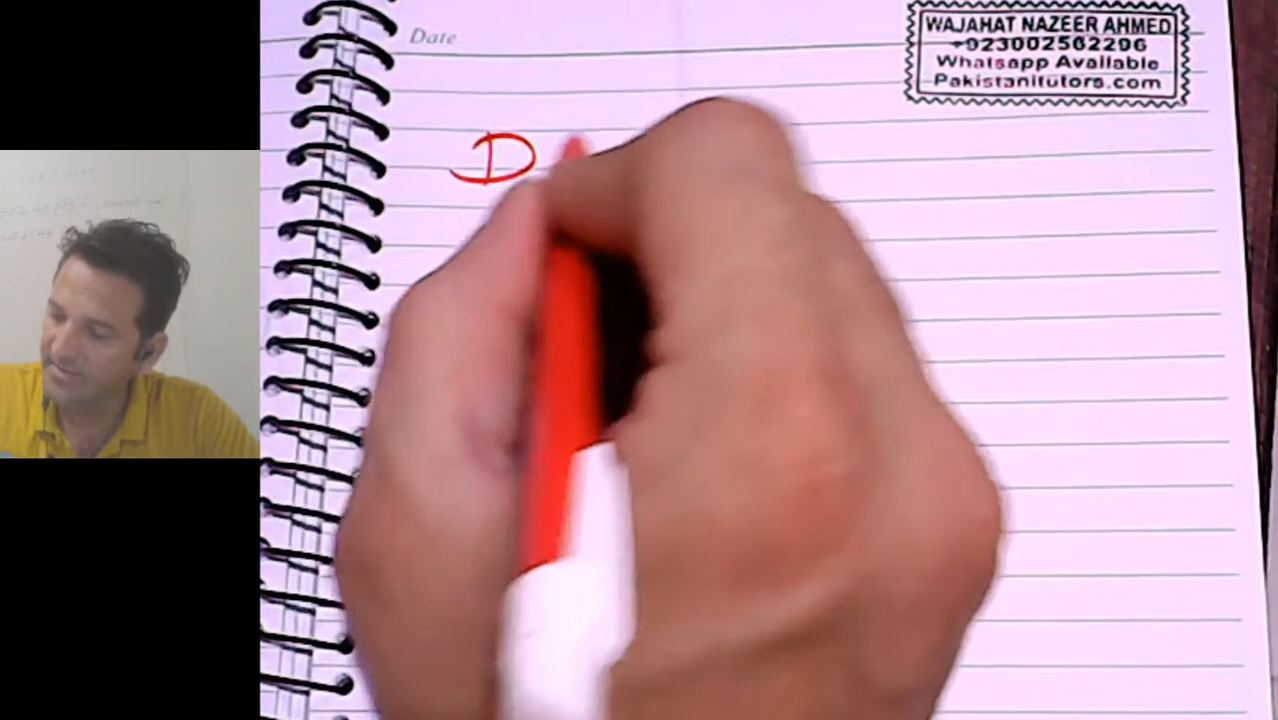 Date
WAJAHAT NAZEER AHMED
+923002562296
Whatsapp Available
Pakistanitutors.com
D